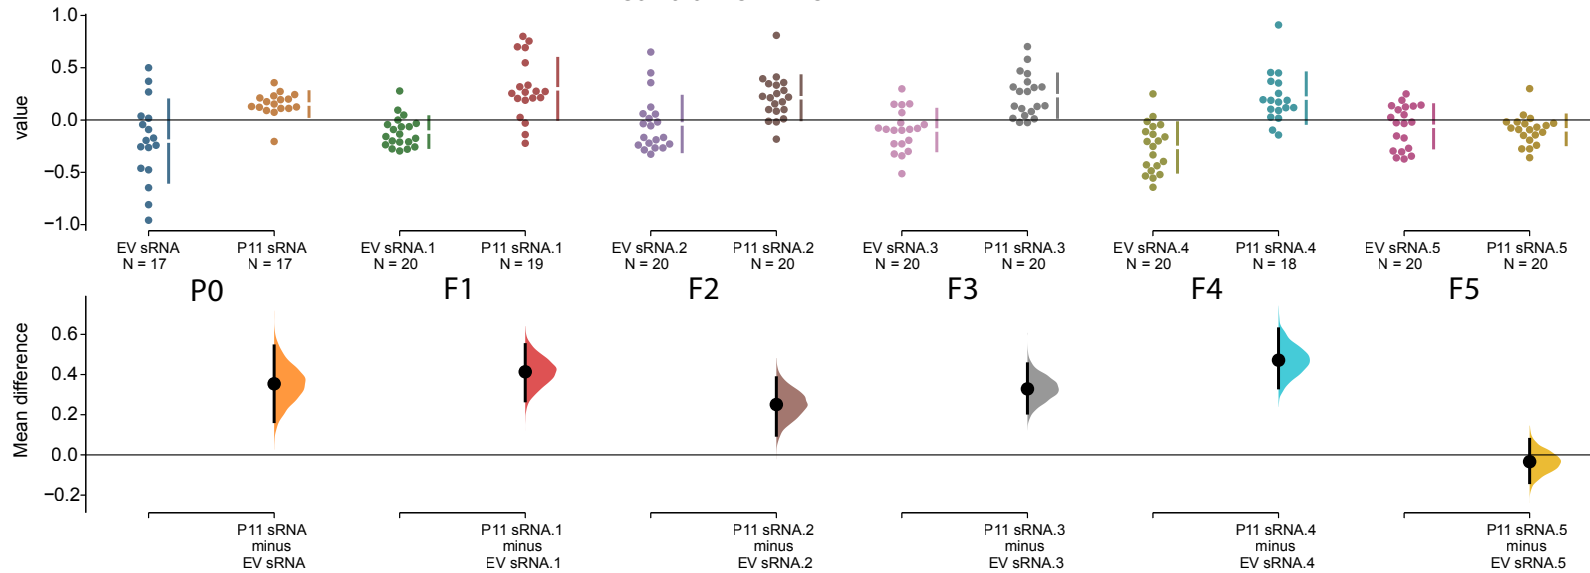 1.0
0.5
0.0
−0.5
−1.0
value
EV sRNA
N = 17
P11 sRNA
N = 17
EV sRNA.1
N = 20
P11 sRNA.1
N = 19
EV sRNA.2
N = 20
P11 sRNA.2
N = 20
EV sRNA.3
N = 20
P11 sRNA.3
N = 20
EV sRNA.4
N = 20
P11 sRNA.4
N = 18
EV sRNA.5
N = 20
P11 sRNA.5
N = 20
P0
F1
F2
F3
F4
F5
0.6
0.4
0.2
0.0
−0.2
Mean difference
P11 sRNA
minus
EV sRNA
P11 sRNA.1
minus
EV sRNA.1
P11 sRNA.2
minus
EV sRNA.2
P11 sRNA.3
minus
EV sRNA.3
P11 sRNA.4
minus
EV sRNA.4
P11 sRNA.5
minus
EV sRNA.5